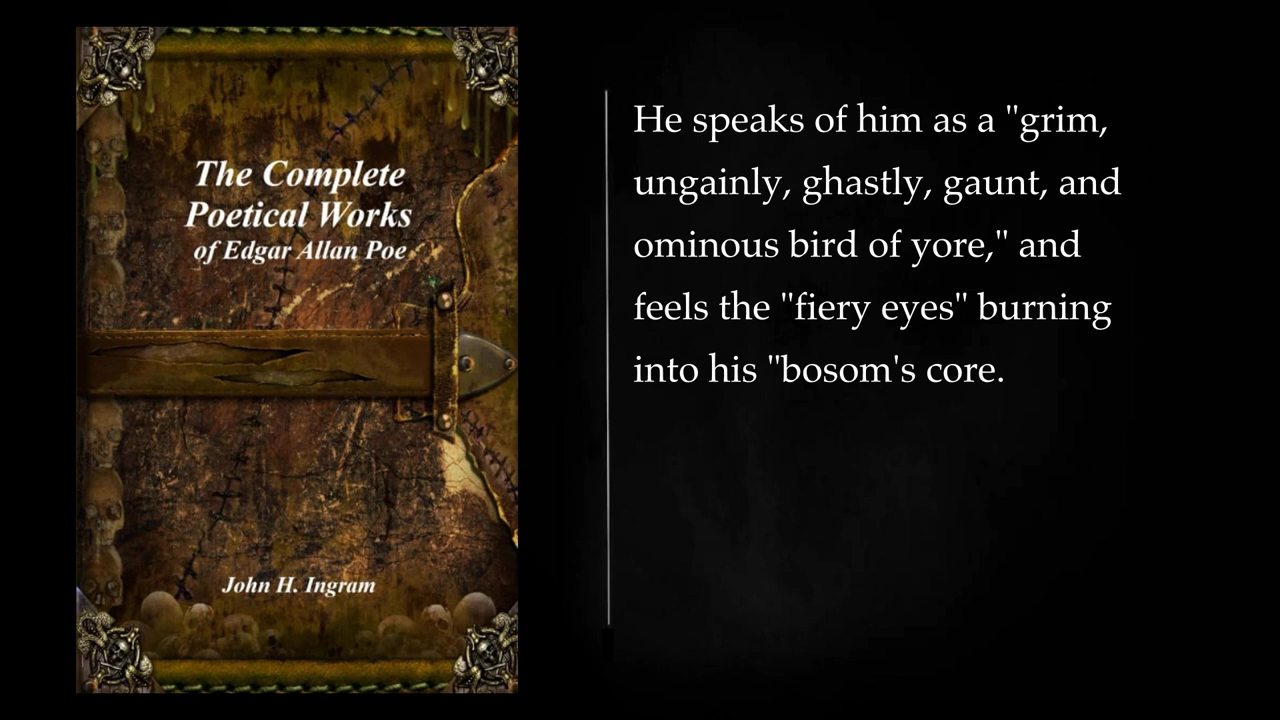 The Complete
Poetical Works
of Edgar Allan Poe
John H. Ingram
He speaks of him as a "grim,
ungainly, ghastly, gaunt, and
ominous bird of yore," and
feels the "fiery eyes" burning
into his "bosom's core.